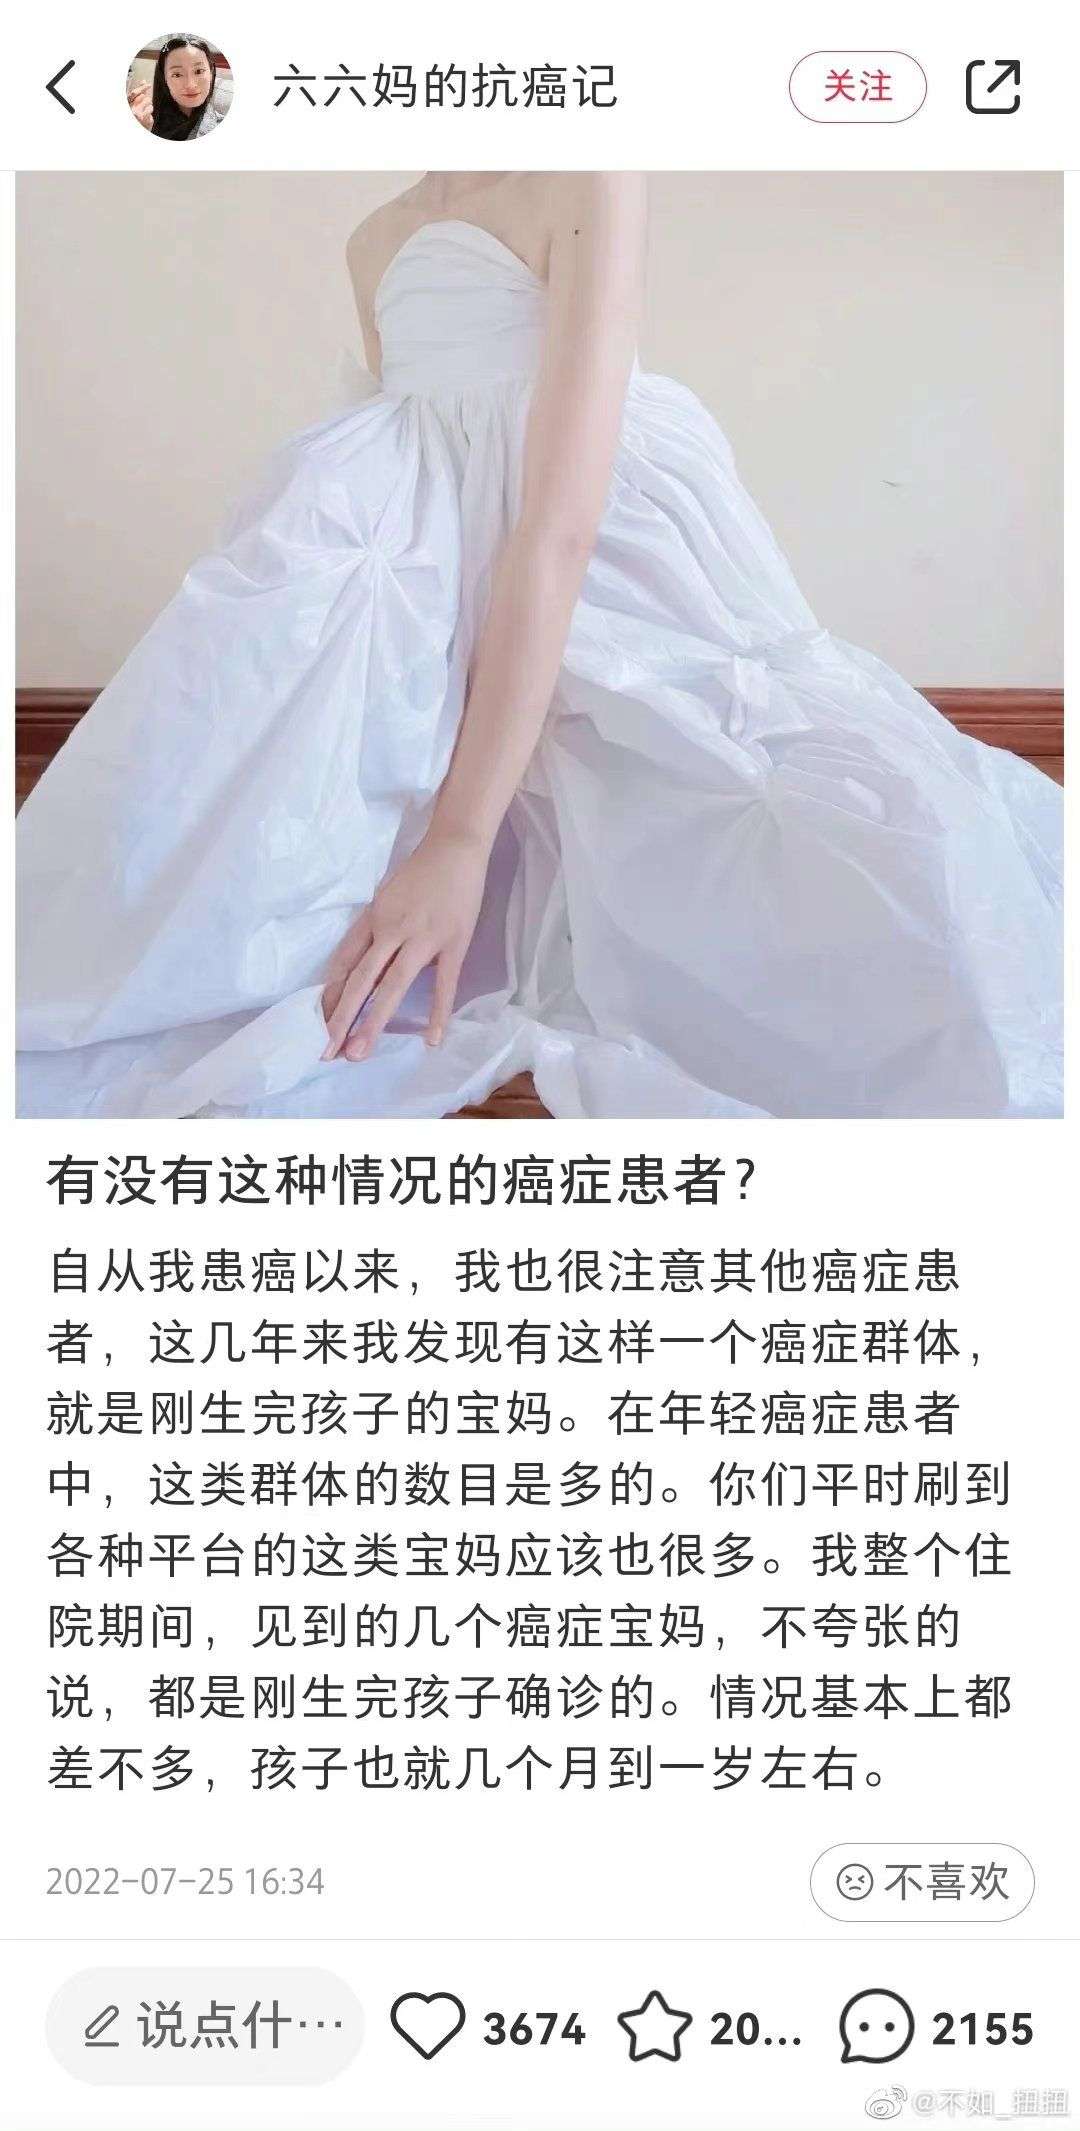 六六妈的抗癌记
关注
有没有这种情况的癌症患者?
自从我患癌以来，我也很注意其他癌症患
者，这几年来我发现有这样一个癌症群体，
就是刚生完孩子的宝妈。在年轻癌症患者
中，这类群体的数目是多的。你们平时刷到
各种平台的这类宝妈应该也很多。我整个住
院期间，见到的几个癌症宝妈，不夸张的
说，都是刚生完孩子确诊的。情况基本上都
差不多，孩子也就几个月到一岁左右。
2022-07-25 16:34
不喜欢
说点什…
3674
20...
2155
@不如_扭扭